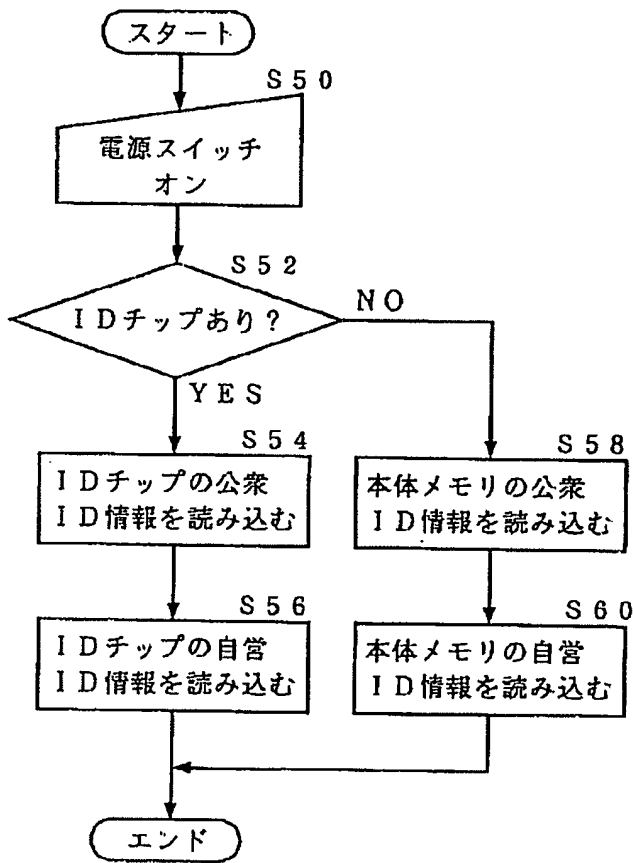 スタート
S50
電源スイッチ
オン
S52
IDチップあり?
NO
YES
S54
IDチップの公衆
ID情報を読み込む
S58
本体メモリの公衆
ID情報を読み込む
S56
IDチップの自営
ID情報を読み込む
S60
本体メモリの自営
ID情報を読み込む
エンド